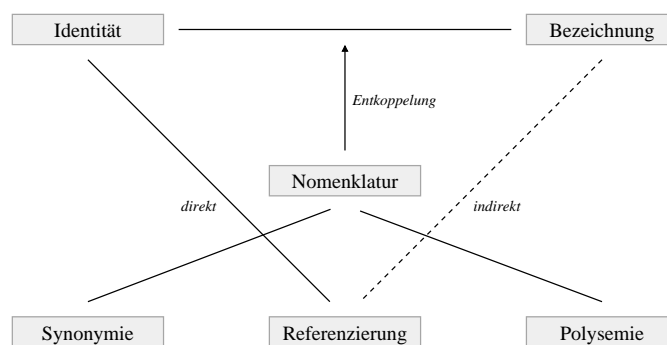 Identität
Bezeichnung
Entkoppelung
Nomenklatur
direkt
indirekt
Synonymie
Referenzierung
Polysemie